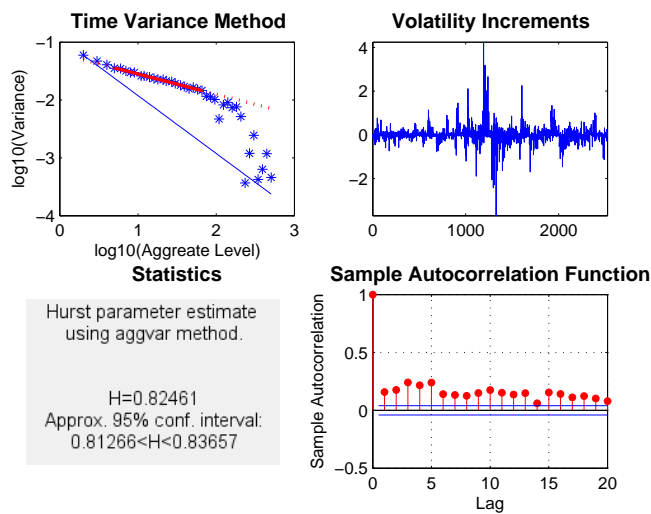 Time Variance Method
−1
−2
−3
−4
0
1
2
3
log10(Variance)
log10(Aggreate Level)
Volatility Increments
4
2
0
−2
0
1000
2000
Statistics
Hurst parameter estimate
using aggvar method.
H=0.82461
Approx. 95% conf. interval:
0.81266<H<0.83657
Sample Autocorrelation Function
1
0.5
0
−0.5
0
5
10
15
20
Sample Autocorrelation
Lag